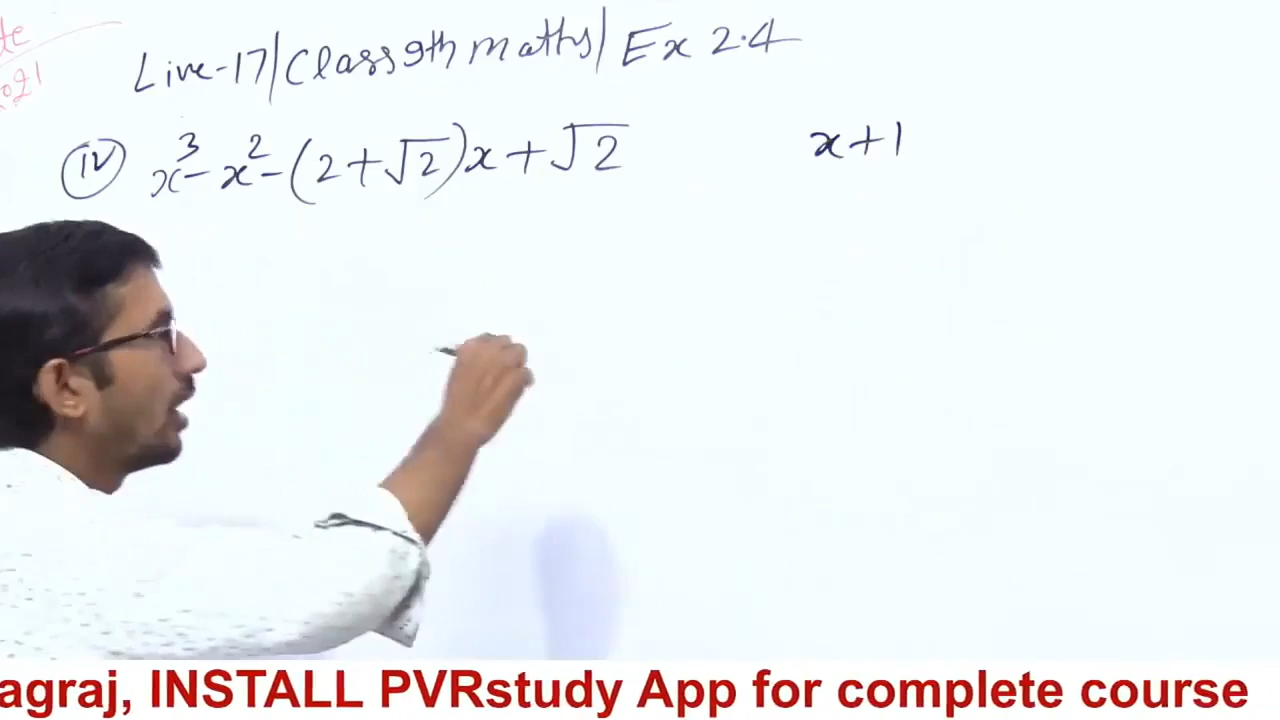 Live-17/Class 9th maths/Ex 2.4
(iv) x³-x²-(2+√2)x+√2 x+1
agraj, INSTALL PVRstudy App for complete course